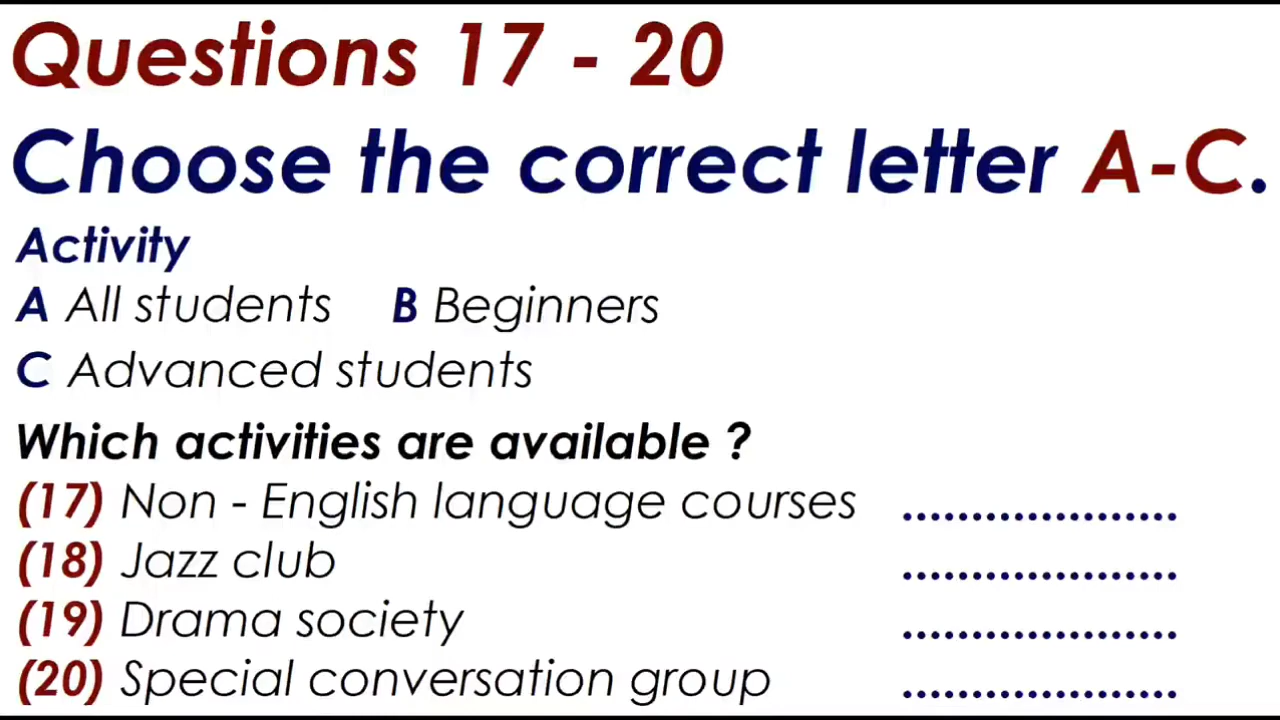 Questions 17 - 20
Choose the correct letter A-C.
Activity
A All students B Beginners
C Advanced students
Which activities are available ?
(17) Non - English language courses ....................
(18) Jazz club ....................
(19) Drama society ....................
(20) Special conversation group ....................